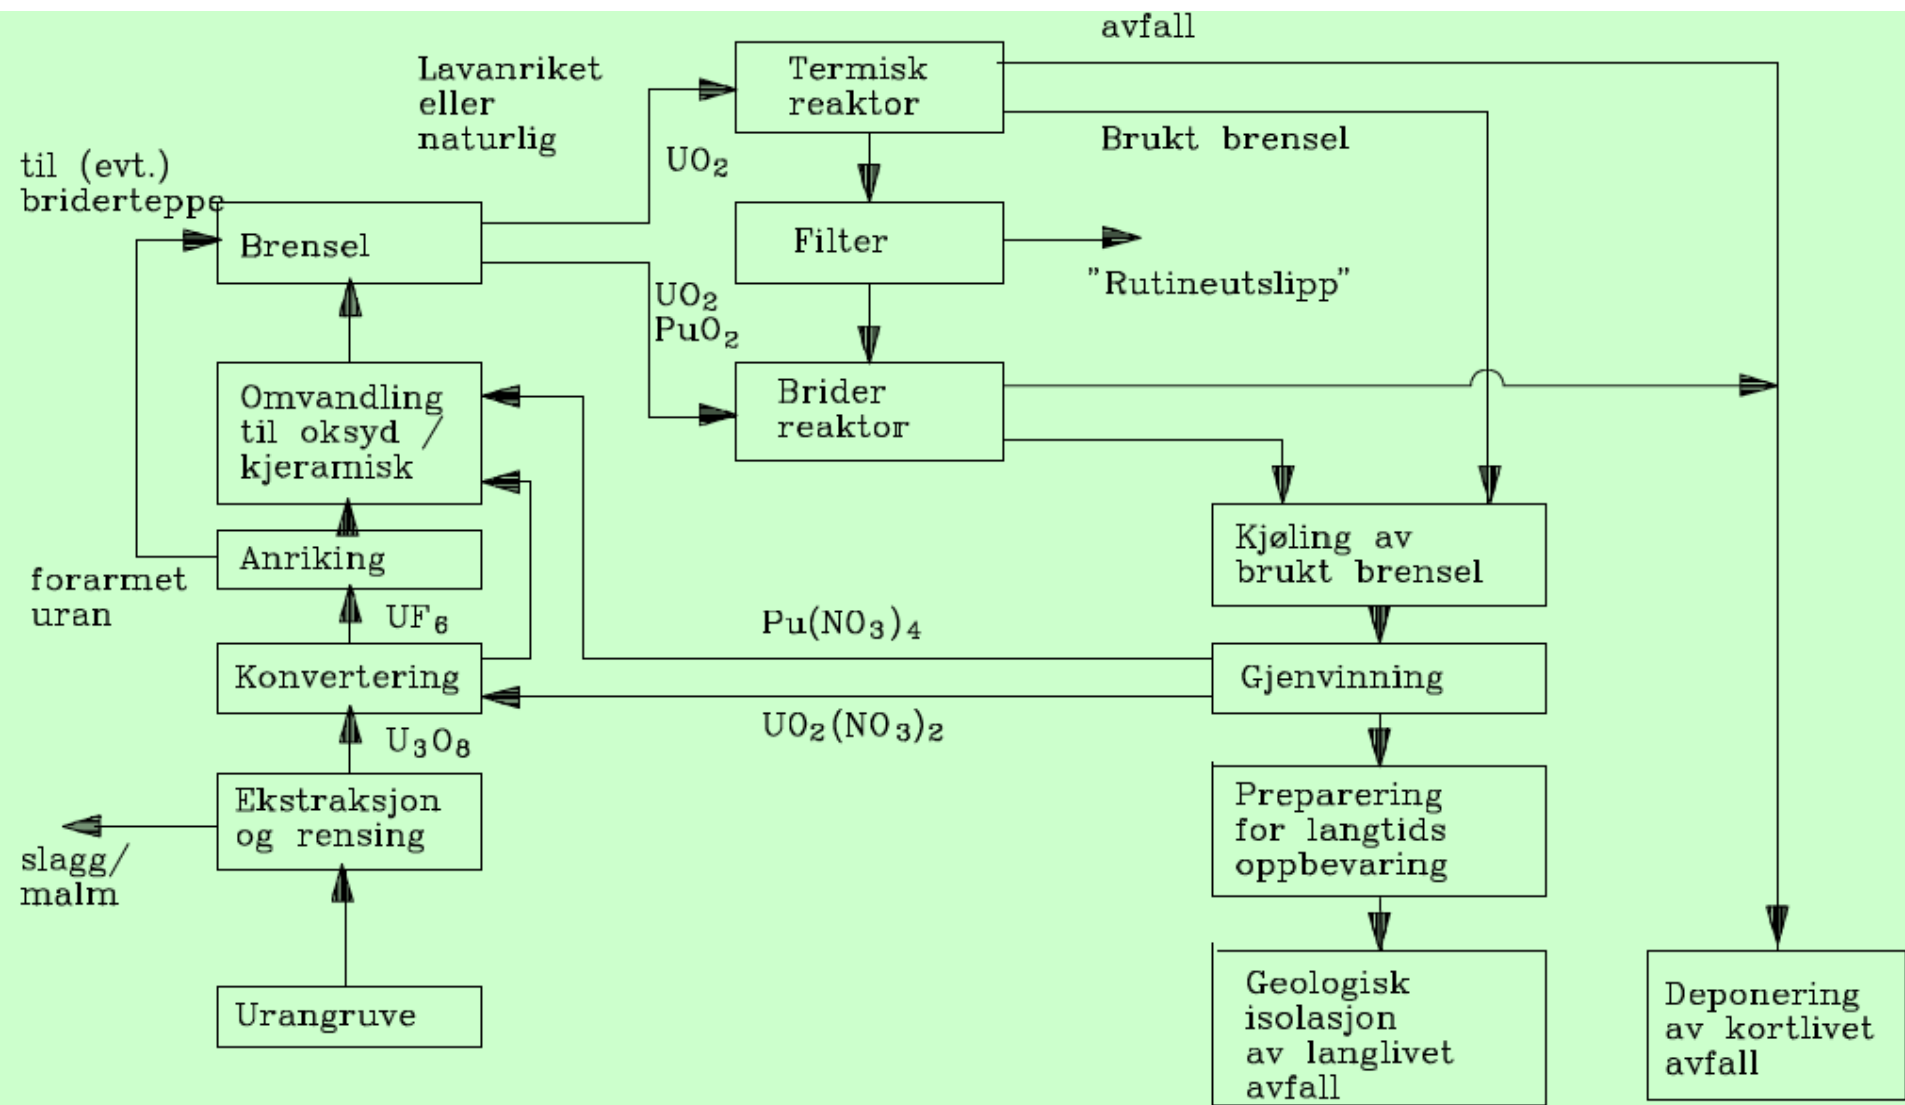 avfall
Lavanriket
eller
naturlig
Termisk
reaktor
Brukt brensel
UO₂
til (evt.)
briderteppe
Brensel
Filter
"Rutineutslipp"
UO₂
PuO₂
Omvandling
til oksyd /
kjeramisk
Brider
reaktor
Kjøling av
brukt brensel
Anriking
forarmet
uran
UF₆
Pu(NO₃)₄
Konvertering
Gjenvinning
UO₂(NO₃)₂
U₃O₈
Ekstraksjon
og rensing
Preparering
for langtids
oppbevaring
slagg/
malm
Urangruve
Geologisk
isolasjon
av langlivet
avfall
Deponering
av kortlivet
avfall